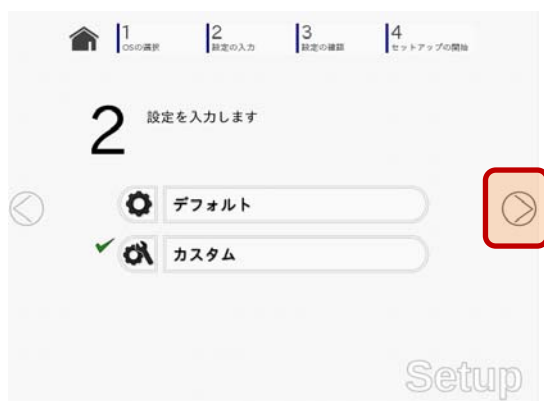 1
OSの選択
2
設定の入力
3
設定の確認
4
セットアップの開始
2
設定を入力します
デフォルト
カスタム
Setup